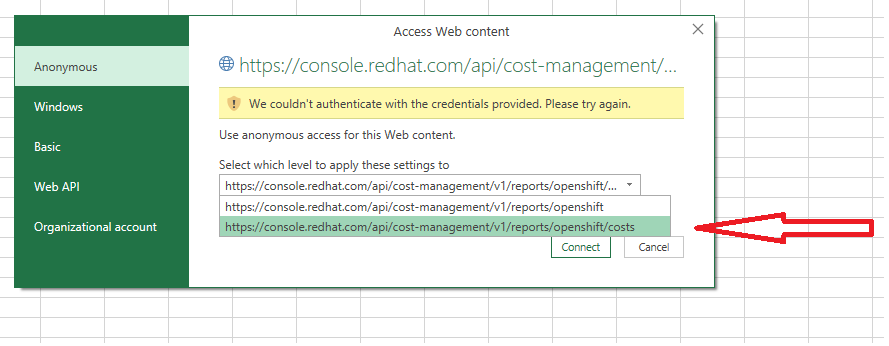 Access Web content
Anonymous
Windows
Basic
Web API
Organizational account
https://console.redhat.com/api/cost-management/...
We couldn't authenticate with the credentials provided. Please try again.
Use anonymous access for this Web content.
Select which level to apply these settings to
https://console.redhat.com/api/cost-management/v1/reports/openshift/...
https://console.redhat.com/api/cost-management/v1/reports/openshift
https://console.redhat.com/api/cost-management/v1/reports/openshift/costs
Connect
Cancel